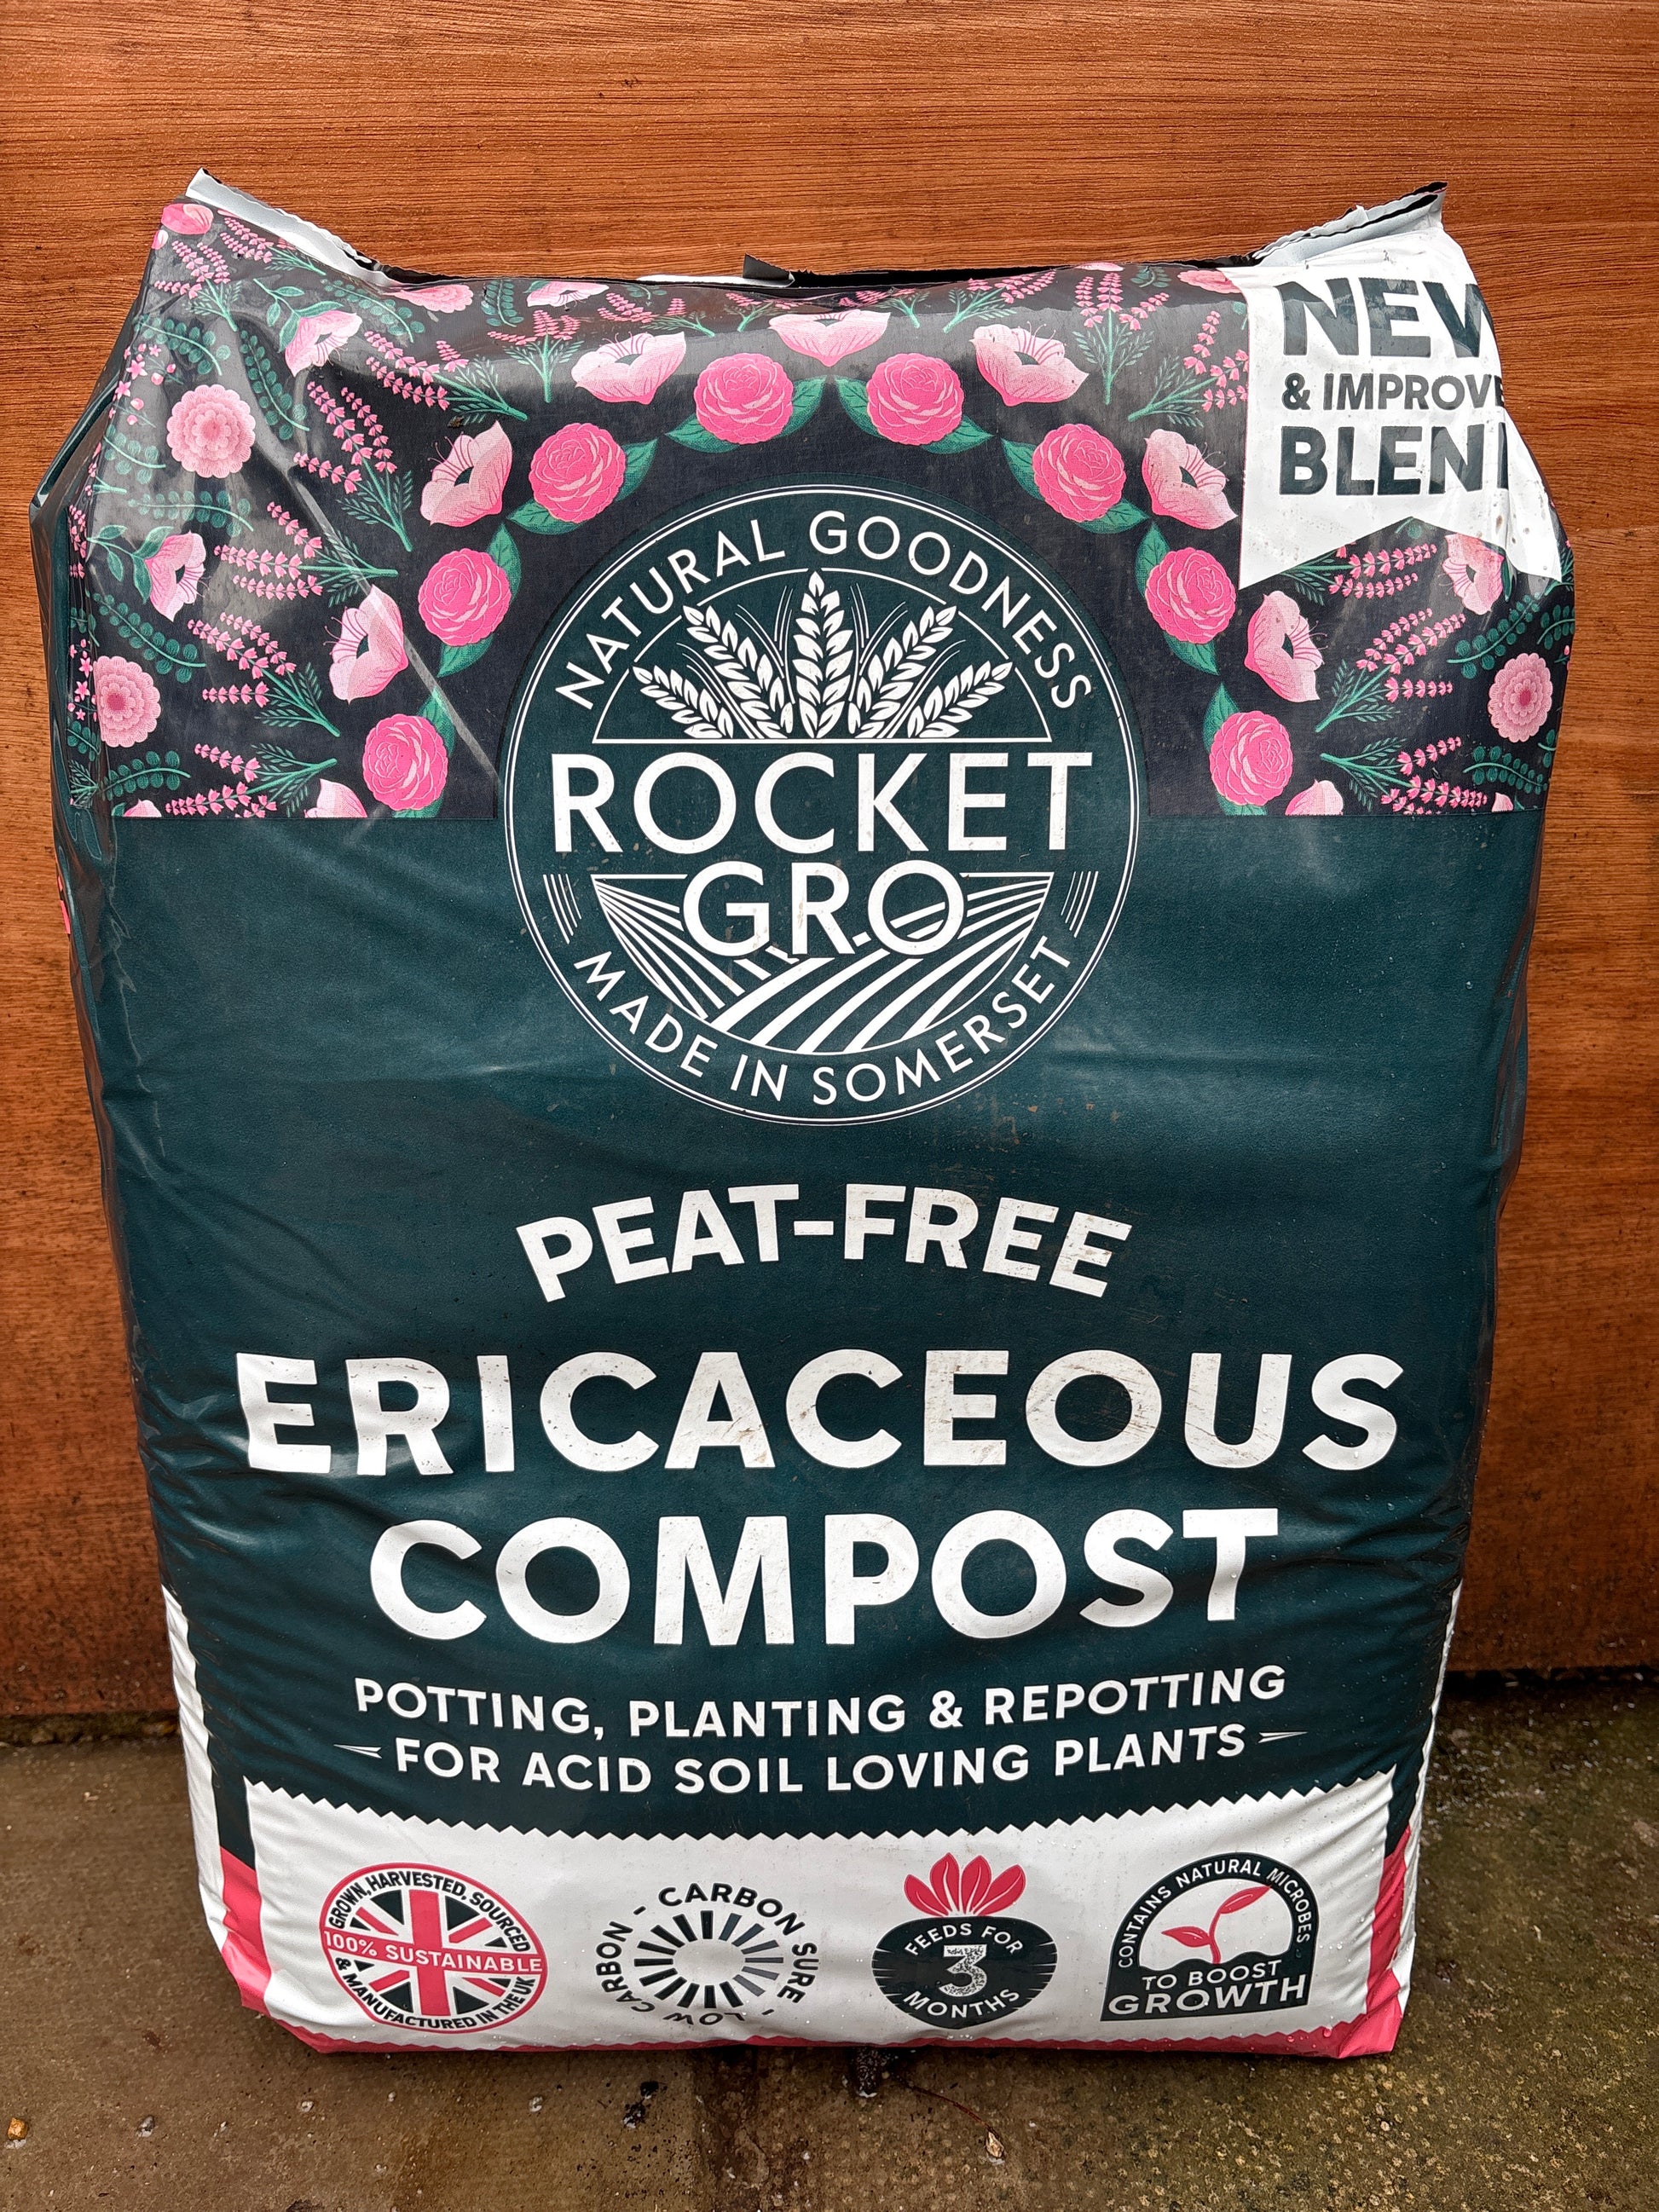 NEW
& IMPROVE
BLEN
NATURAL GOODNESS
ROCKET
GRO
MADE IN SOMERSET
PEAT-FREE
ERICACEOUS
COMPOST
POTTING, PLANTING & REPOTTING
FOR ACID SOIL LOVING PLANTS
GROWN, HARVESTED, SOURCED
100% SUSTAINABLE
& MANUFACTURED IN THE UK
CARBON SURE - LOW CARBON -
FEEDS FOR
3
MONTHS
CONTAINS NATURAL MICROBES
TO BOOST
GROWTH